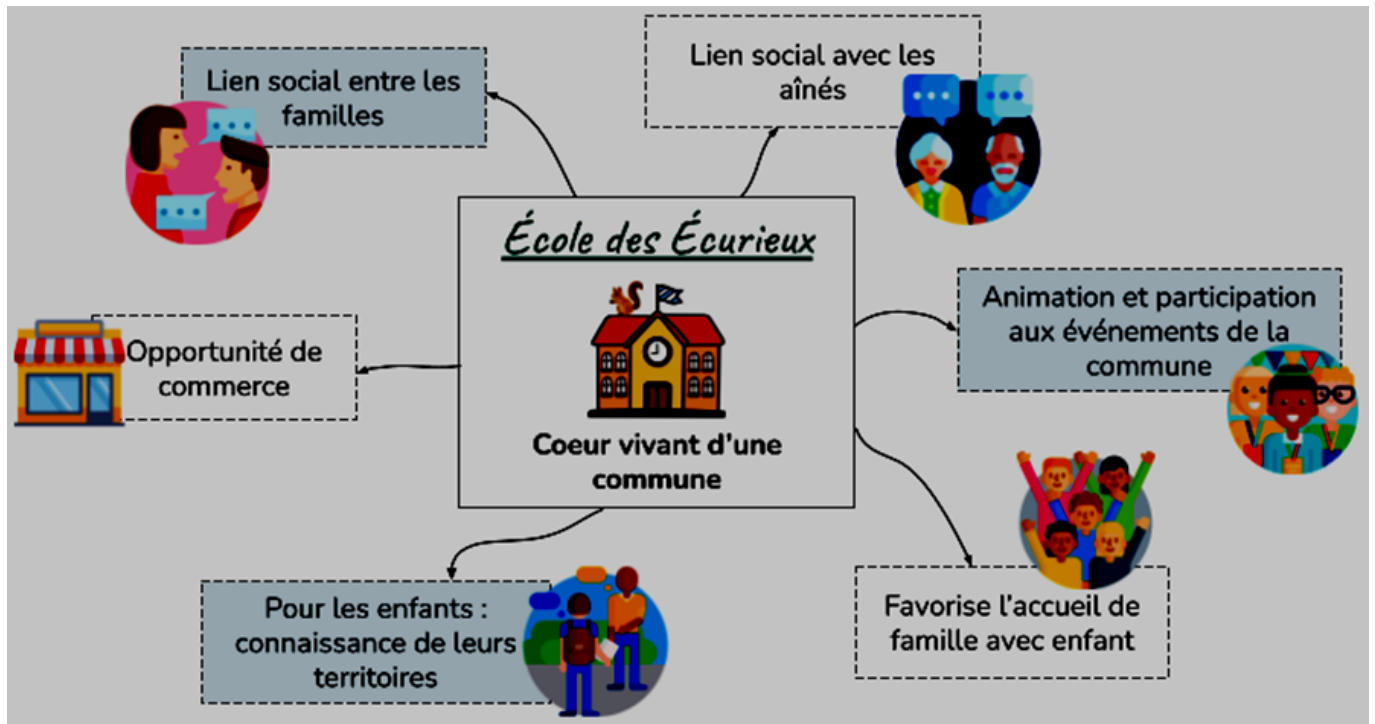 Lien social entre les
familles
Lien social avec les
aînés
École des Écurieux
Coeur vivant d'une
commune
Animation et participation
aux événements de la
commune
Opportunité de
commerce
Pour les enfants :
connaissance de leurs
territoires
Favorise l'accueil de
famille avec enfant